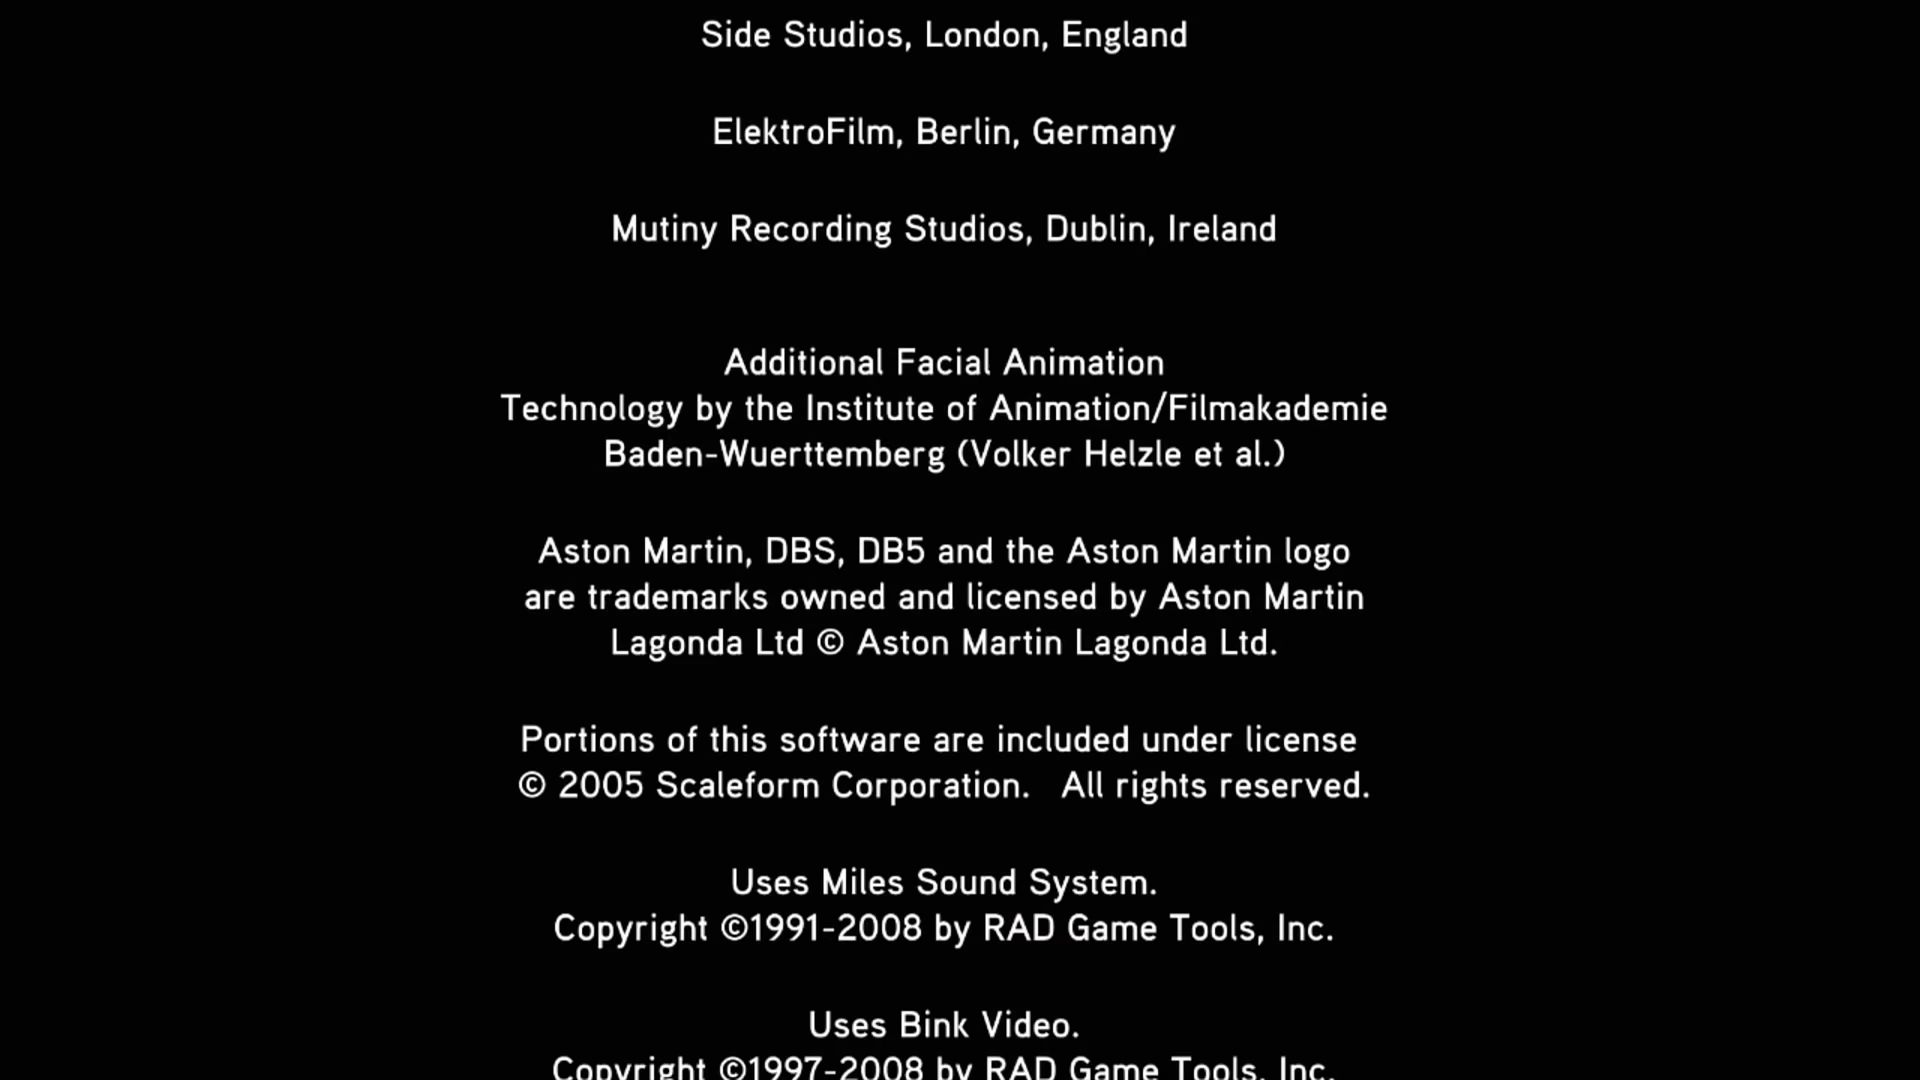 Side Studios, London, England
ElektroFilm, Berlin, Germany
Mutiny Recording Studios, Dublin, Ireland
Additional Facial Animation
Technology by the Institute of Animation/Filmakademie
Baden-Wuerttemberg (Volker Helzle et al.)
Aston Martin, DBS, DB5 and the Aston Martin logo
are trademarks owned and licensed by Aston Martin
Lagonda Ltd © Aston Martin Lagonda Ltd.
Portions of this software are included under license
© 2005 Scaleform Corporation.   All rights reserved.
Uses Miles Sound System.
Copyright ©1991-2008 by RAD Game Tools, Inc.
Uses Bink Video.
Copyright ©1997-2008 by RAD Game Tools, Inc.